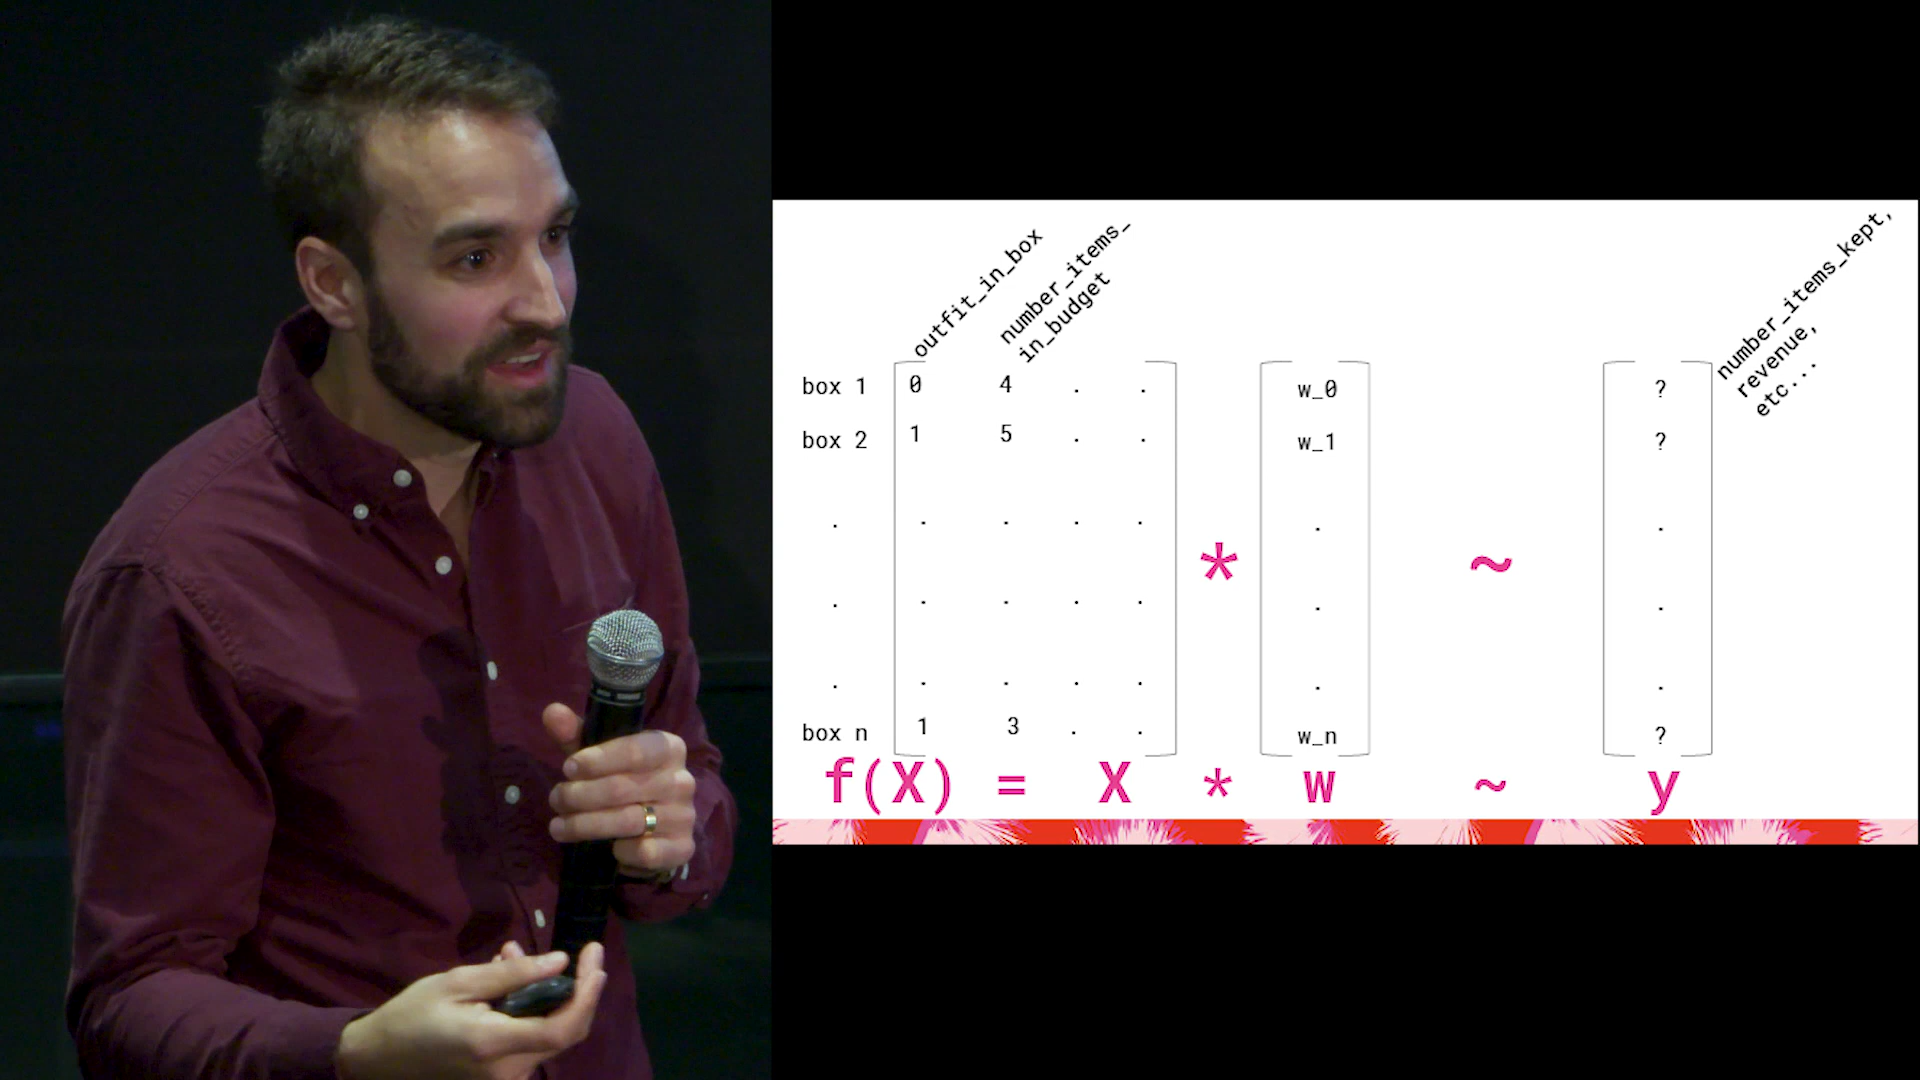 outfit_in_box
number_items_
in_budget
number_items_kept,
revenue,
etc...
box 1 0 4 . . w_0 ?
box 2 1 5 . . w_1 ?
. . . . . . .
* ~
. . . . . . .
. . . . . . .
box n 1 3 . . w_n ?
f(X) = X * w ~ y